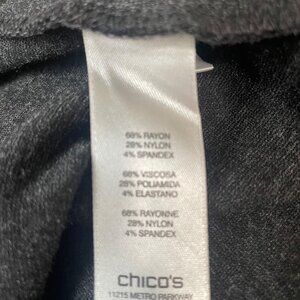 68% RAYON
28% NYLON
4% SPANDEX
68% VISCOSA
28% POLIAMIDA
4% ELASTANO
68% RAYONNE
28% NYLON
4% SPANDEX
chico's
11215 METRO PARKWAY